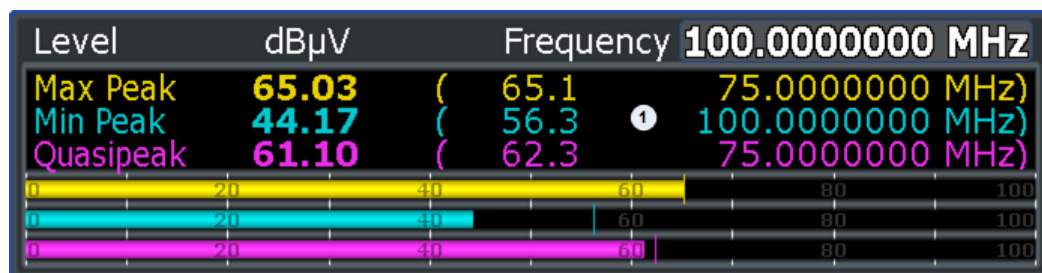 Level dBµV Frequency 100.0000000 MHz
Max Peak 65.03 ( 65.1 75.0000000 MHz)
Min Peak 44.17 ( 56.3 1 100.0000000 MHz)
Quasipeak 61.10 ( 62.3 75.0000000 MHz)
0 20 40 60 80 100
0 20 40 60 80 100
0 20 40 60 80 100